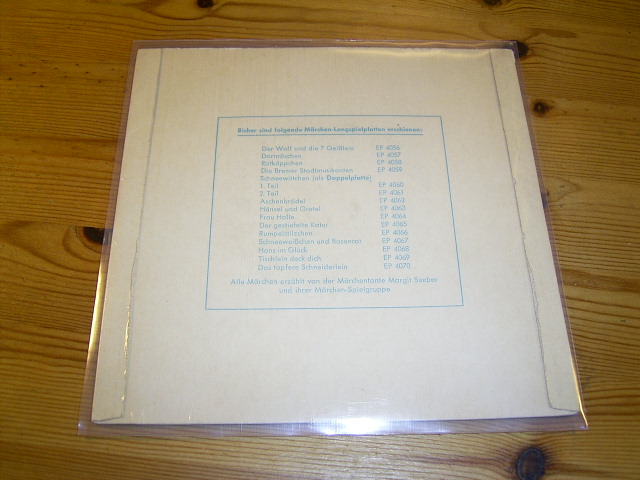 Bisher sind folgende Märchen-Langspielplatten erschienen:
Der Wolf und die 7 Geißlein EP 4056
Dornröschen EP 4057
Rotkäppchen EP 4058
Die Bremer Stadtmusikanten EP 4059
Schneewittchen (als Doppelplatte)
1. Teil EP 4060
2. Teil EP 4061
Aschenbrödel EP 4062
Hänsel und Gretel EP 4063
Frau Holle EP 4064
Der gestiefelte Kater EP 4065
Rumpelstilzchen EP 4066
Schneeweißchen und Rosenrot EP 4067
Hans im Glück EP 4068
Tischlein deck dich EP 4069
Das tapfere Schneiderlein EP 4070
Alle Märchen erzählt von der Märchentante Margit Seeber
und ihrer Märchen-Spielgruppe